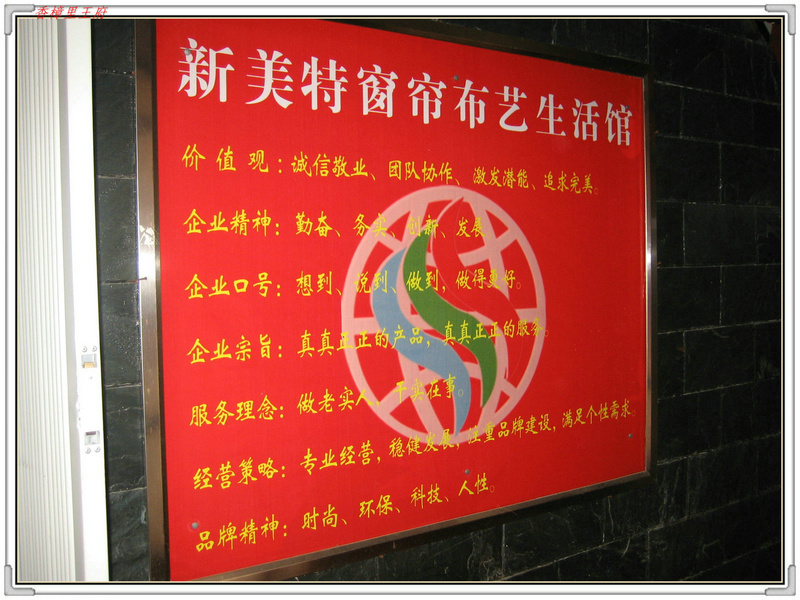 香樟里王府
新美特窗帘布艺生活馆
价值观：诚信敬业、团队协作、激发潜能、追求完美。
企业精神：勤奋、务实、创新、发展
企业口号：想到、说到、做到，做得更好。
企业宗旨：真真正正的产品，真真正正的服务。
服务理念：做老实人、干实在事。
经营策略：专业经营，稳健发展，注重品牌建设，满足个性需求。
品牌精神：时尚、环保、科技、人性。